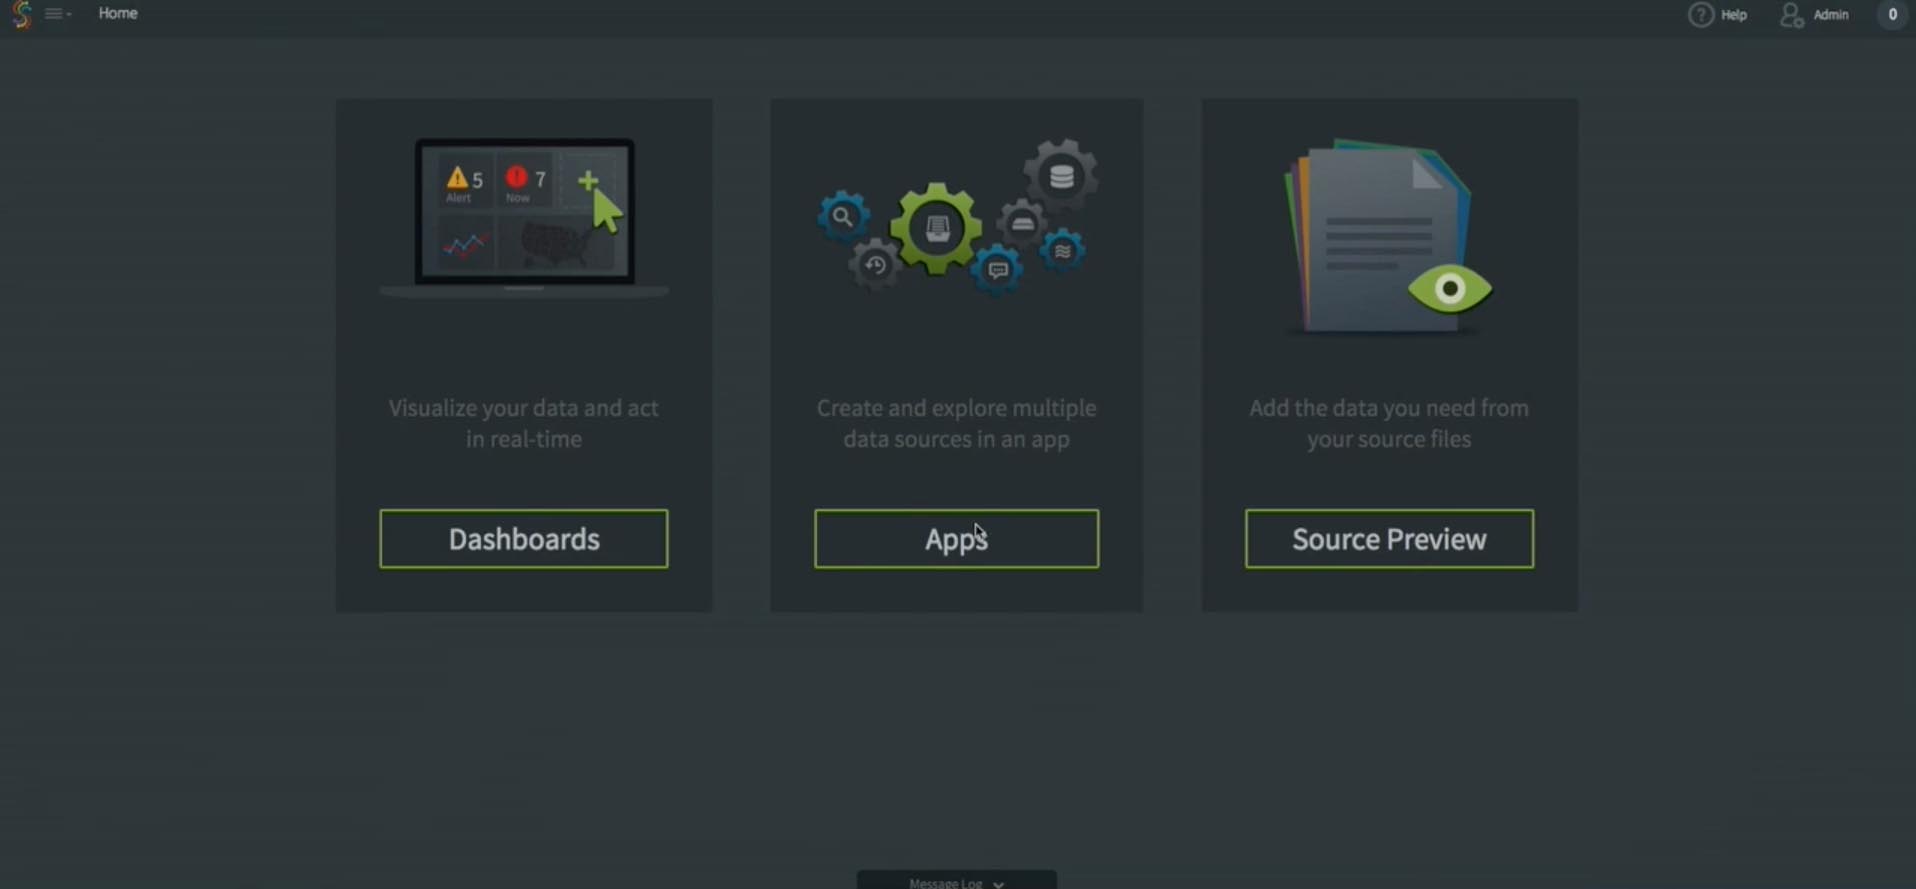 Home
Help
Admin
0
5
Alert
7
Now
Visualize your data and act
in real-time
Dashboards
Create and explore multiple
data sources in an app
Apps
Add the data you need from
your source files
Source Preview
Message Log